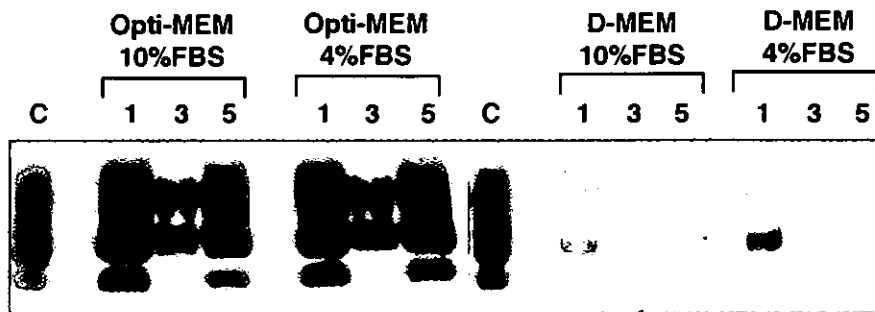 Opti-MEM Opti-MEM D-MEM D-MEM
10%FBS 4%FBS 10%FBS 4%FBS
C 1 3 5 1 3 5 C 1 3 5 1 3 5